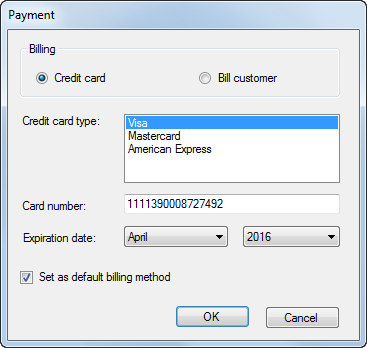 Payment
Billing
Credit card Bill customer
Credit card type: Visa
Mastercard
American Express
Card number: 1111390008727492
Expiration date: April 2016
Set as default billing method
OK Cancel